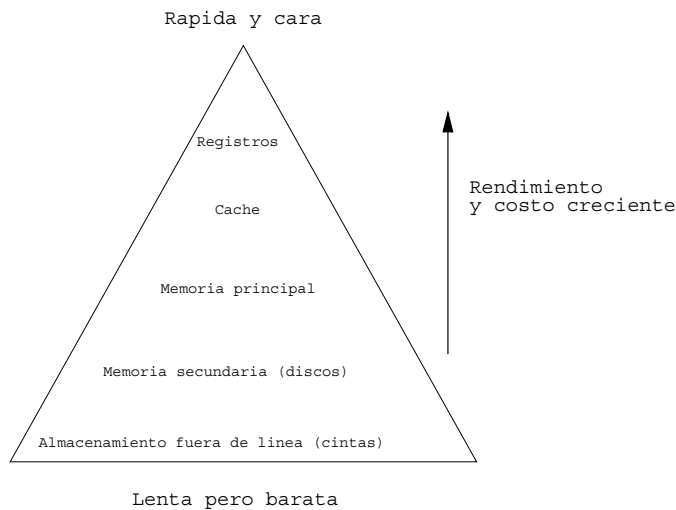 Rapida y cara
Registros
Cache
Memoria principal
Memoria secundaria (discos)
Almacenamiento fuera de linea (cintas)
Lenta pero barata
Rendimiento
y costo creciente